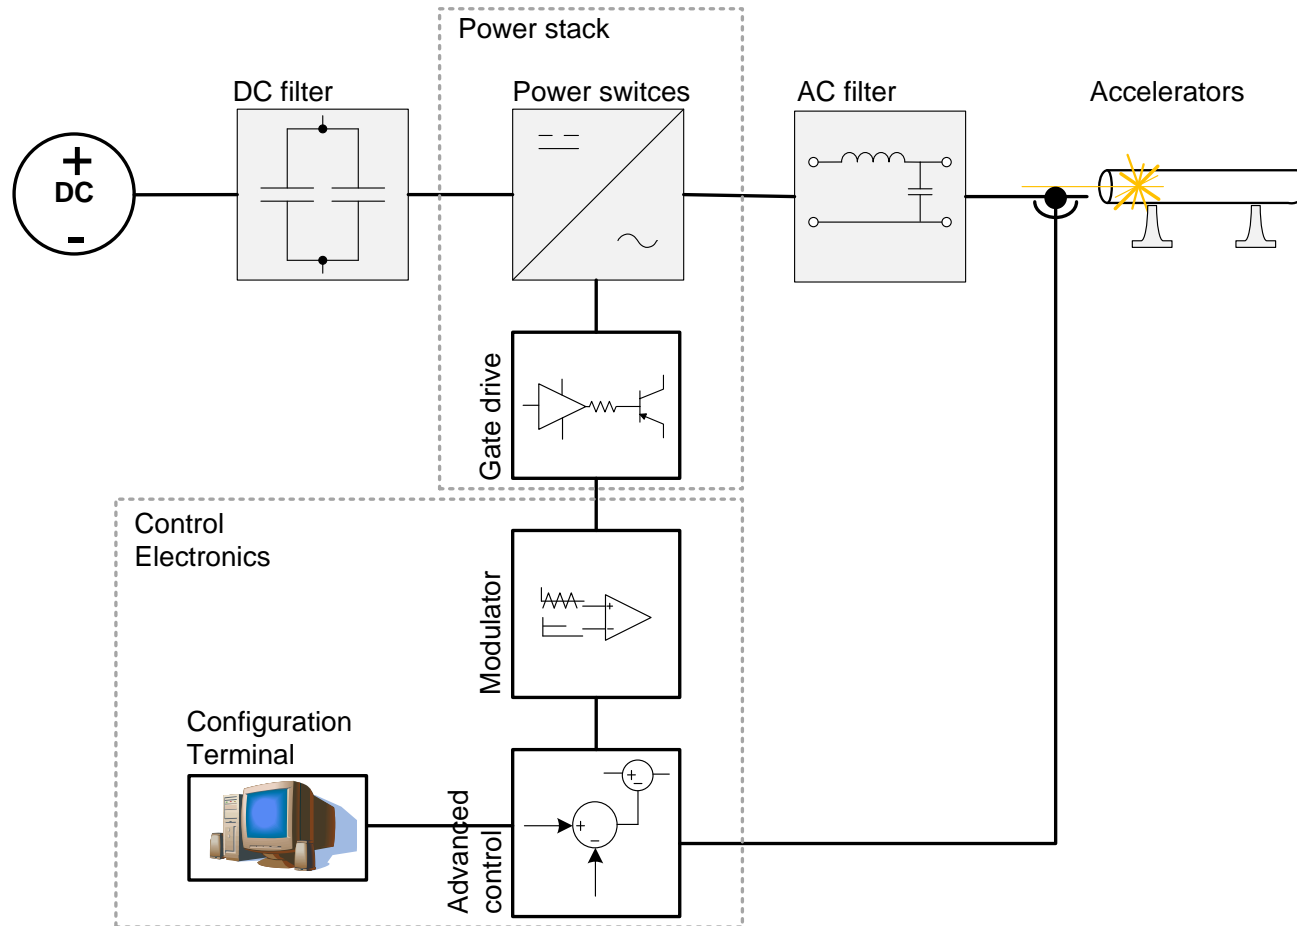 Power stack
DC filter
Power switces
AC filter
Accelerators
+
DC
-
Gate drive
Control
Electronics
Modulator
+
-
Configuration
Terminal
Advanced
control
+
-
+
-